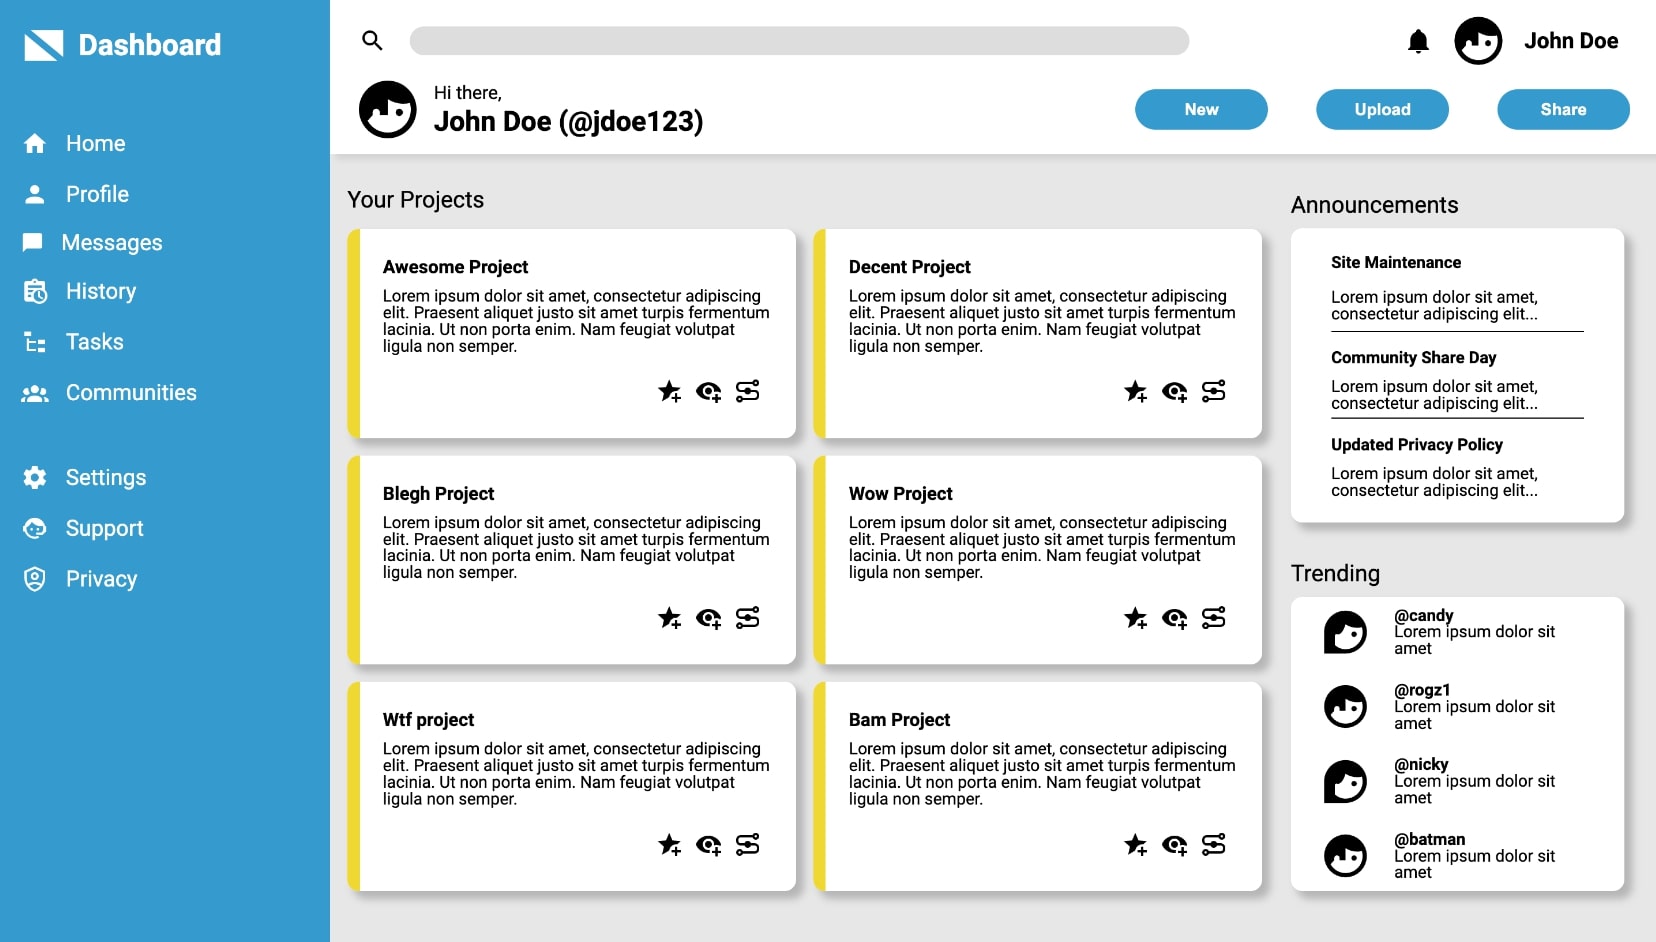 Dashboard
Home
Profile
Messages
History
Tasks
Communities
Settings
Support
Privacy
John Doe
Hi there,
John Doe (@jdoe123)
New
Upload
Share
Your Projects
Awesome Project
Lorem ipsum dolor sit amet, consectetur adipiscing
elit. Praesent aliquet justo sit amet turpis fermentum
lacinia. Ut non porta enim. Nam feugiat volutpat
ligula non semper.
Decent Project
Lorem ipsum dolor sit amet, consectetur adipiscing
elit. Praesent aliquet justo sit amet turpis fermentum
lacinia. Ut non porta enim. Nam feugiat volutpat
ligula non semper.
Blegh Project
Lorem ipsum dolor sit amet, consectetur adipiscing
elit. Praesent aliquet justo sit amet turpis fermentum
lacinia. Ut non porta enim. Nam feugiat volutpat
ligula non semper.
Wow Project
Lorem ipsum dolor sit amet, consectetur adipiscing
elit. Praesent aliquet justo sit amet turpis fermentum
lacinia. Ut non porta enim. Nam feugiat volutpat
ligula non semper.
Wtf project
Lorem ipsum dolor sit amet, consectetur adipiscing
elit. Praesent aliquet justo sit amet turpis fermentum
lacinia. Ut non porta enim. Nam feugiat volutpat
ligula non semper.
Bam Project
Lorem ipsum dolor sit amet, consectetur adipiscing
elit. Praesent aliquet justo sit amet turpis fermentum
lacinia. Ut non porta enim. Nam feugiat volutpat
ligula non semper.
Announcements
Site Maintenance
Lorem ipsum dolor sit amet,
consectetur adipiscing elit...
Community Share Day
Lorem ipsum dolor sit amet,
consectetur adipiscing elit...
Updated Privacy Policy
Lorem ipsum dolor sit amet,
consectetur adipiscing elit...
Trending
@candy
Lorem ipsum dolor sit
amet
@rogz1
Lorem ipsum dolor sit
amet
@nicky
Lorem ipsum dolor sit
amet
@batman
Lorem ipsum dolor sit
amet